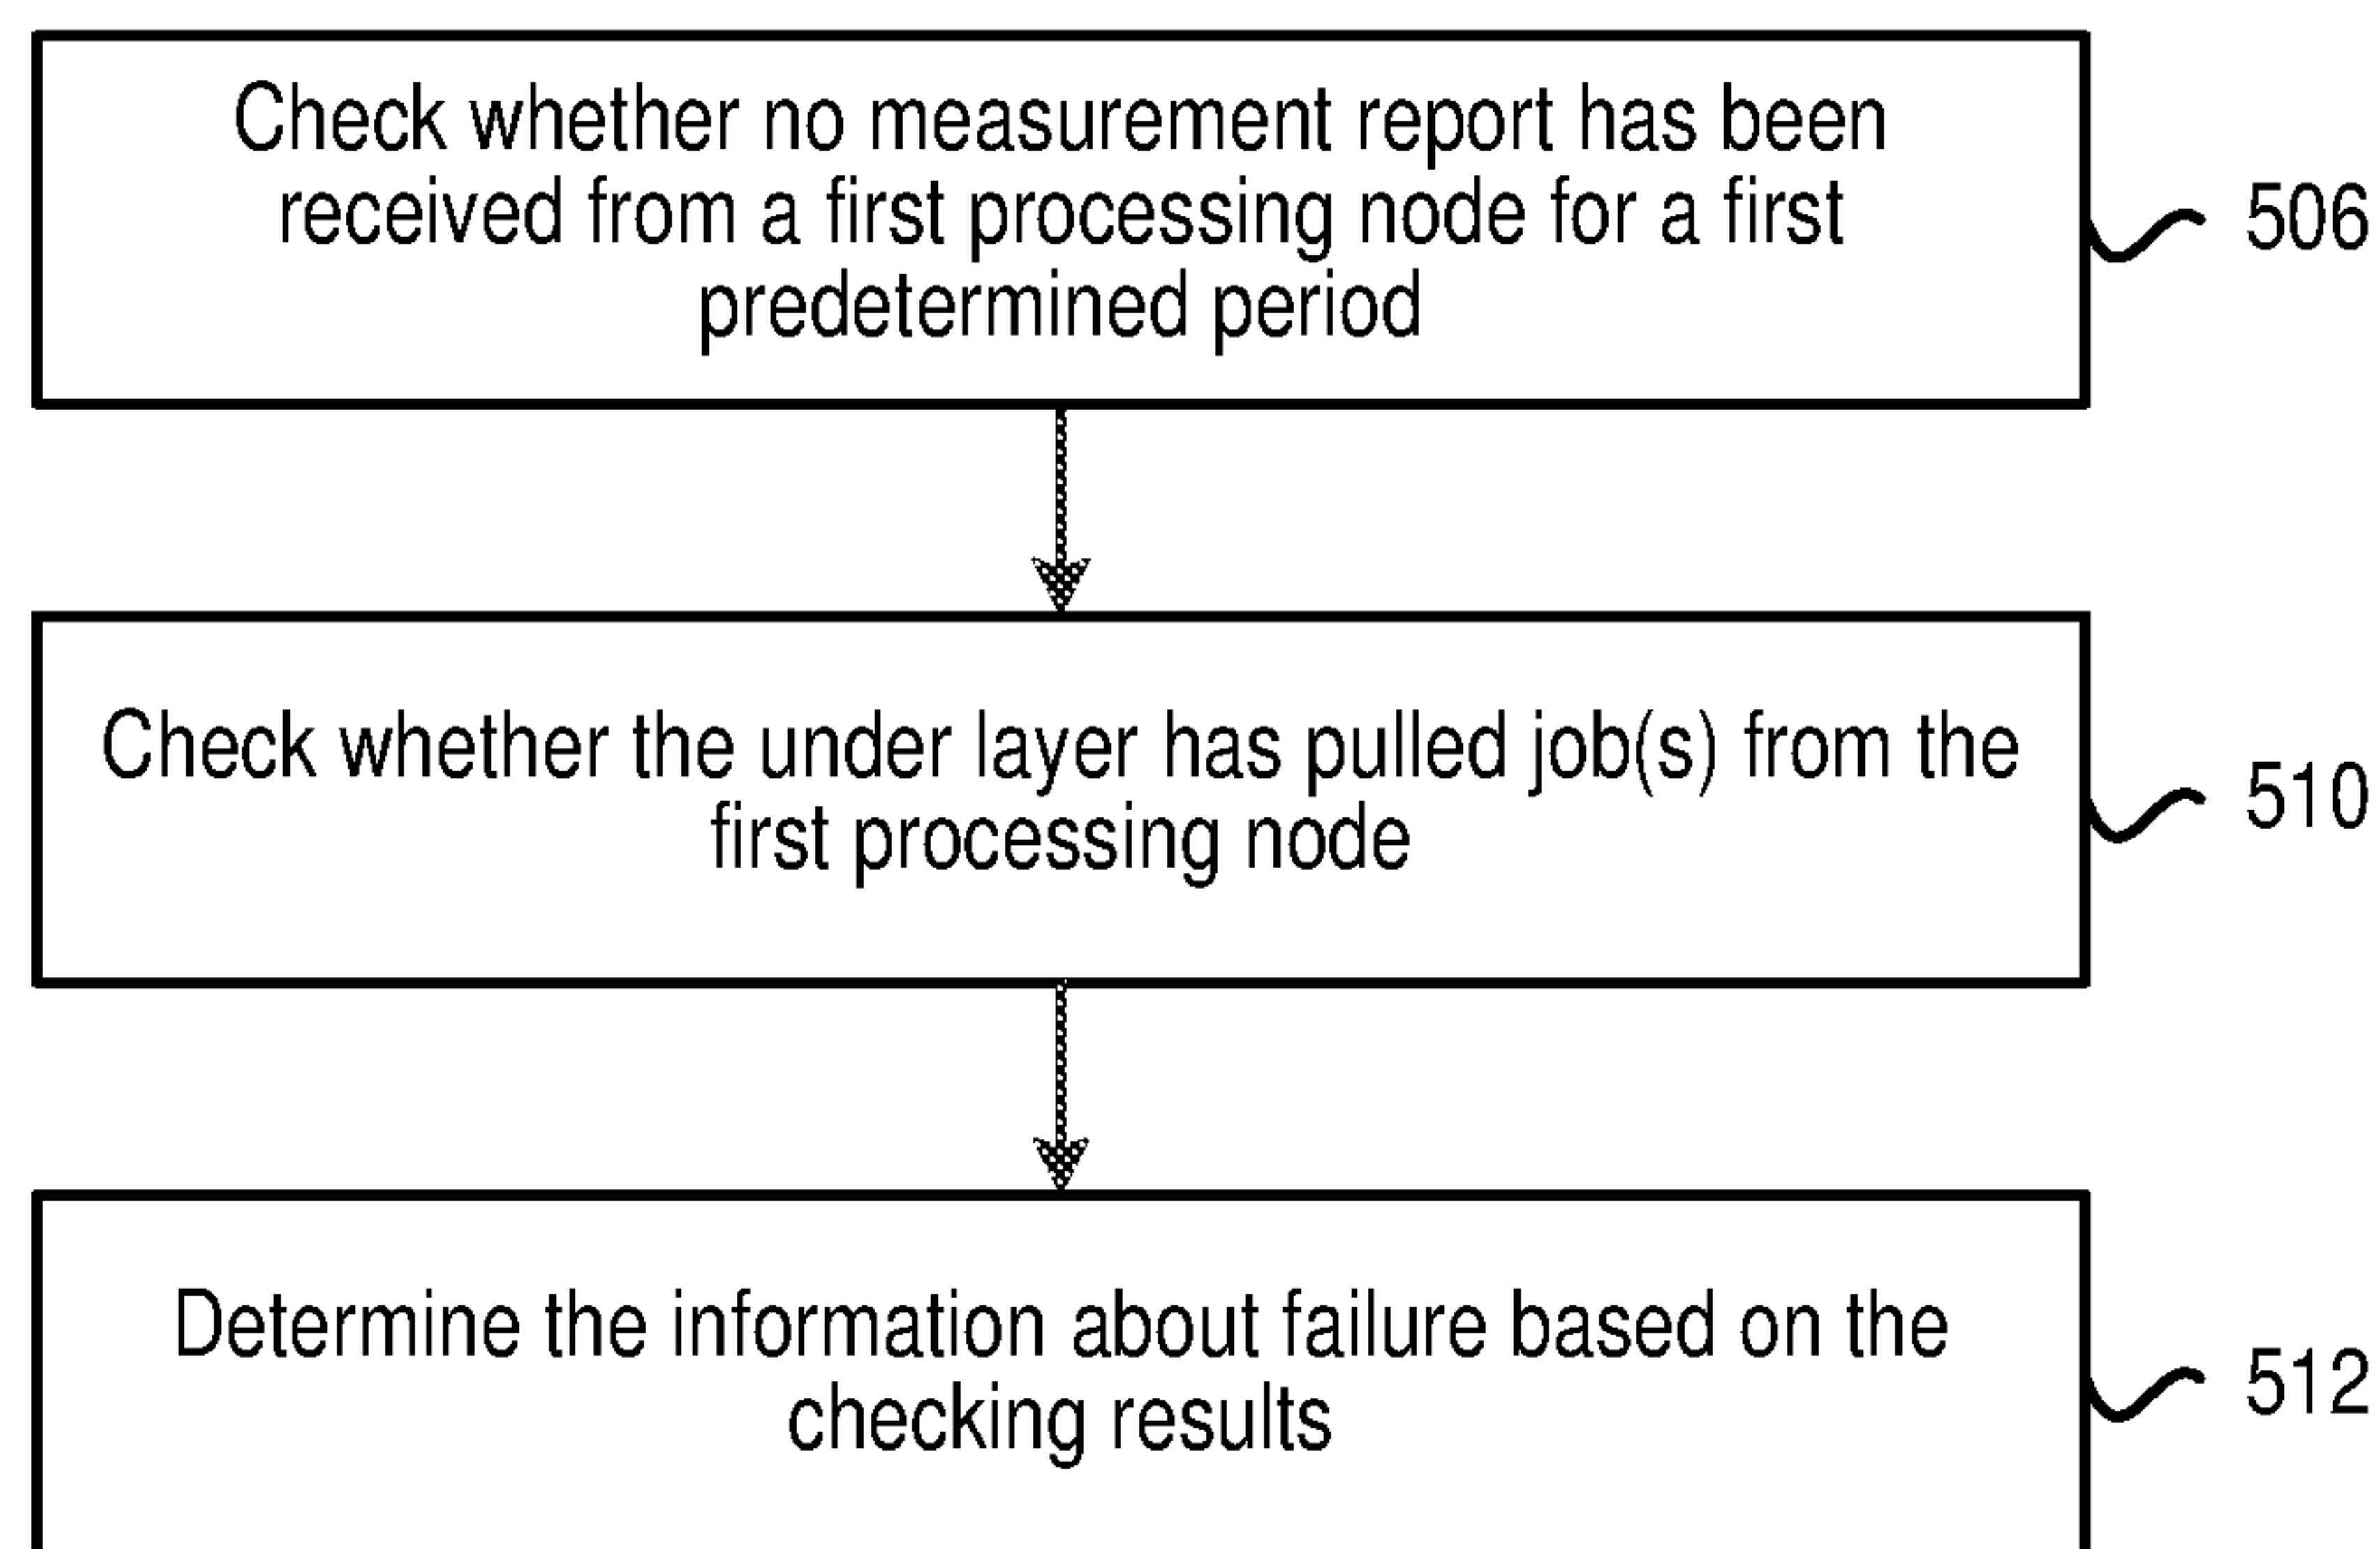 Check whether no measurement report has been
received from a first processing node for a first
predetermined period
506
Check whether the under layer has pulled job(s) from the
first processing node
510
Determine the information about failure based on the
checking results
512